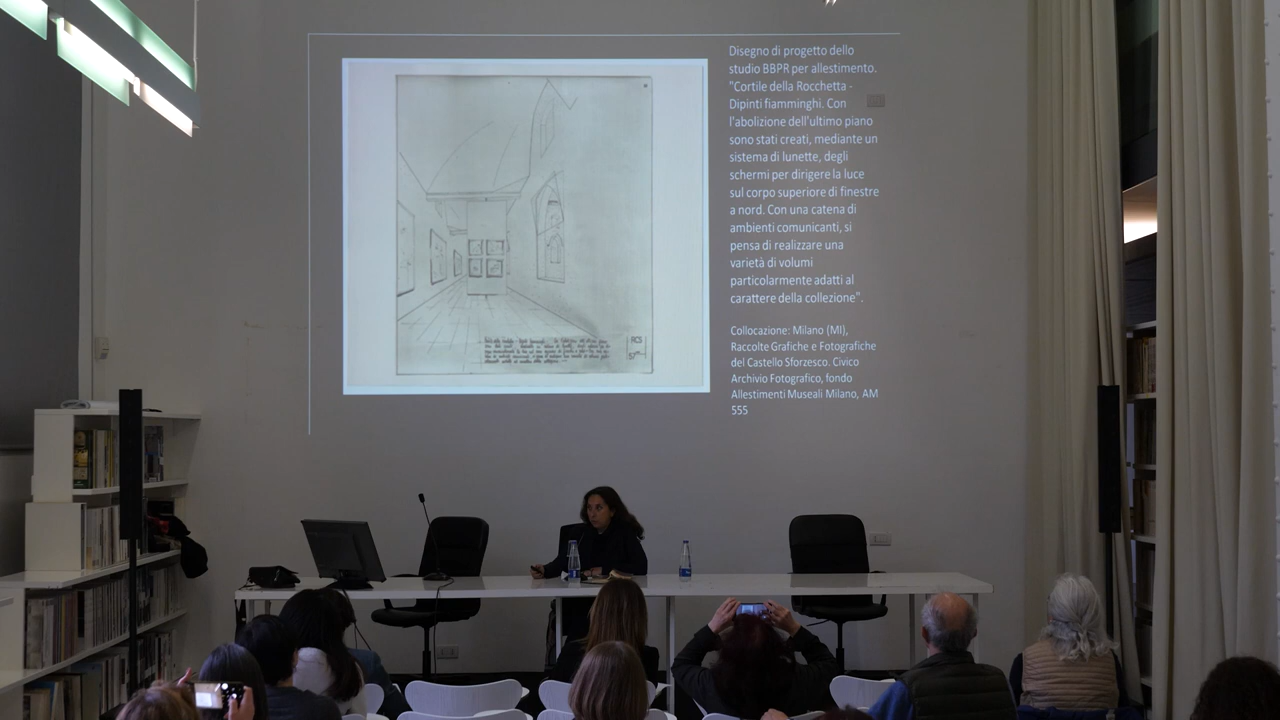 Disegno di progetto dello
studio BBPR per allestimento.
"Cortile della Rocchetta -
Dipinti fiamminghi. Con
l'abolizione dell'ultimo piano
sono stati creati, mediante un
sistema di lunette, degli
schermi per dirigere la luce
sul corpo superiore di finestre
a nord. Con una catena di
ambienti comunicanti, si
pensa di realizzare una
varietà di volumi
particolarmente adatti al
carattere della collezione".
Collocazione: Milano (MI),
Raccolte Grafiche e Fotografiche
del Castello Sforzesco. Civico
Archivio Fotografico, fondo
Allestimenti Museali Milano, AM
555
RCS